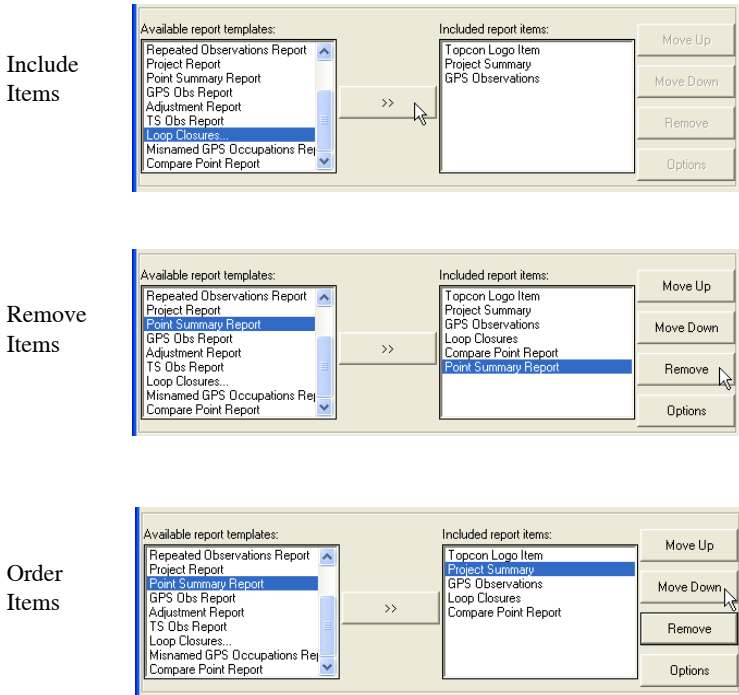 Include
Items
Available report templates:
Repeated Observations Report
Project Report
Point Summary Report
GPS Obs Report
Adjustment Report
TS Obs Report
Loop Closures...
Misnamed GPS Occupations Rep
Compare Point Report
>>
Included report items:
Topcon Logo Item
Project Summary
GPS Observations
Move Up
Move Down
Remove
Options
Remove
Items
Available report templates:
Repeated Observations Report
Project Report
Point Summary Report
GPS Obs Report
Adjustment Report
TS Obs Report
Loop Closures...
Misnamed GPS Occupations Rep
Compare Point Report
>>
Included report items:
Topcon Logo Item
Project Summary
GPS Observations
Loop Closures
Compare Point Report
Point Summary Report
Move Up
Move Down
Remove
Options
Order
Items
Available report templates:
Repeated Observations Report
Project Report
Point Summary Report
GPS Obs Report
Adjustment Report
TS Obs Report
Loop Closures...
Misnamed GPS Occupations Rep
Compare Point Report
>>
Included report items:
Topcon Logo Item
Project Summary
GPS Observations
Loop Closures
Compare Point Report
Move Up
Move Down
Remove
Options